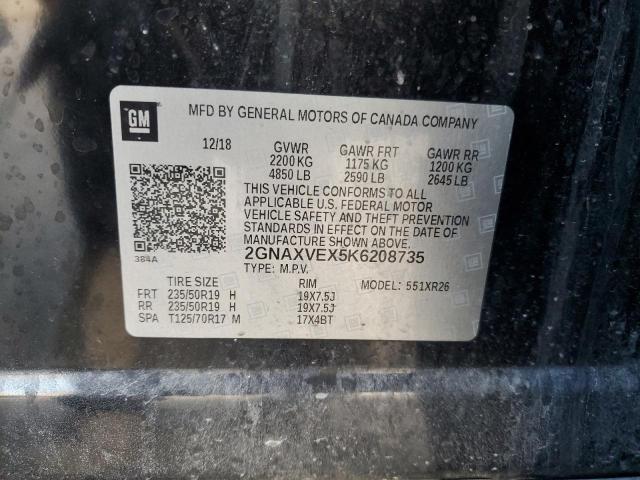 GM
MFD BY GENERAL MOTORS OF CANADA COMPANY
12/18 GVWR GAWR FRT GAWR RR
2200 KG 1175 KG 1200 KG
4850 LB 2590 LB 2645 LB
THIS VEHICLE CONFORMS TO ALL
APPLICABLE U.S. FEDERAL MOTOR
VEHICLE SAFETY AND THEFT PREVENTION
STANDARDS IN EFFECT ON THE DATE OF
MANUFACTURE SHOWN ABOVE.
384A
2GNAXVEX5K6208735
TYPE: M.P.V.
TIRE SIZE RIM MODEL: 551XR26
FRT 235/50R19 H 19X7.5J
RR 235/50R19 H 19X7.5J
SPA T125/70R17 M 17X4BT